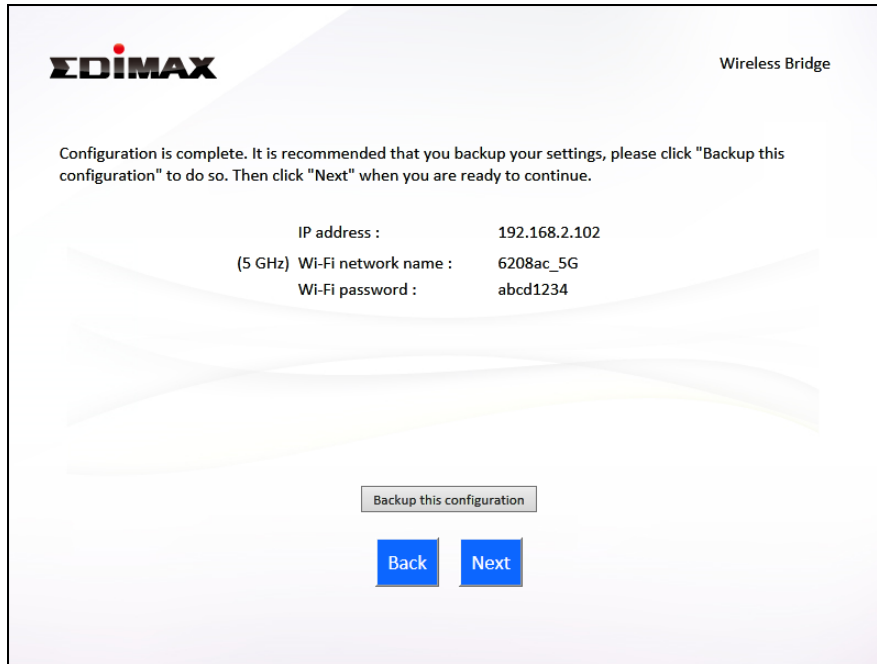 EDiMAX
Wireless Bridge
Configuration is complete. It is recommended that you backup your settings, please click "Backup this
configuration" to do so. Then click "Next" when you are ready to continue.
IP address : 192.168.2.102
(5 GHz) Wi-Fi network name : 6208ac_5G
Wi-Fi password : abcd1234
Backup this configuration
Back Next